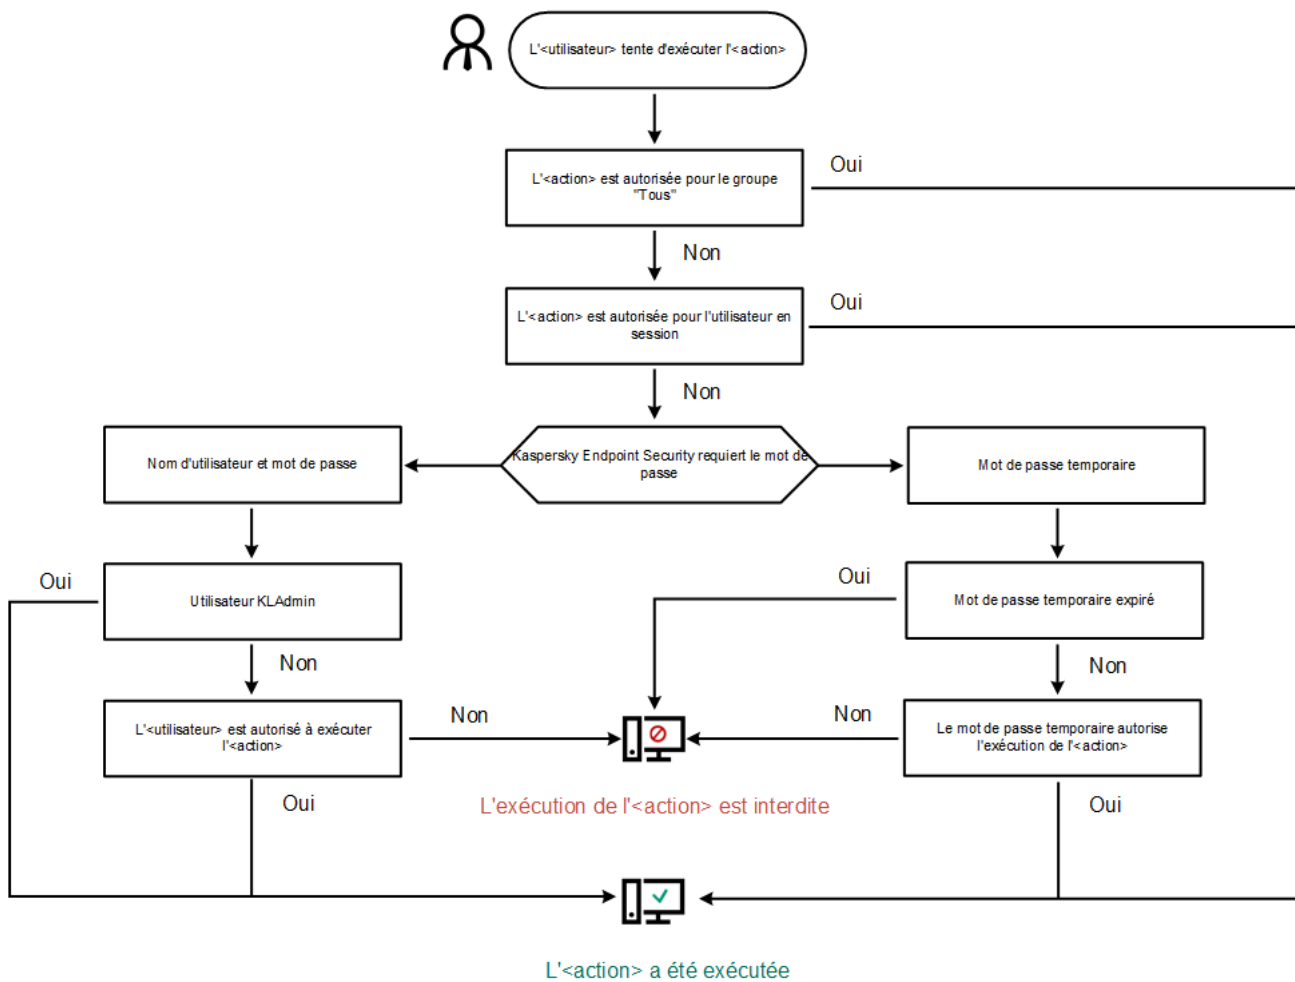 L'<utilisateur> tente d'exécuter l'<action>
L'<action> est autorisée pour le groupe
"Tous"
Oui
Non
L'<action> est autorisée pour l'utilisateur en
session
Oui
Non
Nom d'utilisateur et mot de passe
Kaspersky Endpoint Security requiert le mot de
passe
Mot de passe temporaire
Oui
Utilisateur KLAdmin
Oui
Mot de passe temporaire expiré
Non
Non
L'<utilisateur> est autorisé à exécuter
l'<action>
Non
Non
Le mot de passe temporaire autorise
l'exécution de l'<action>
Oui
L'exécution de l'<action> est interdite
Oui
L'<action> a été exécutée